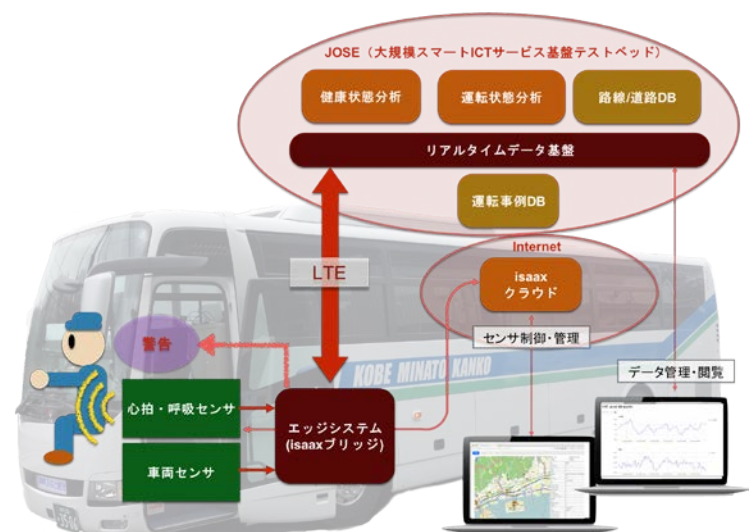 JOSE（大規模スマートICTサービス基盤テストベッド）
健康状態分析
運転状態分析
路線/道路DB
リアルタイムデータ基盤
運転事例DB
Internet
isaax
クラウド
LTE
センサ制御・管理
警告
KOBE MINATO KANKO
データ管理・閲覧
心拍・呼吸センサ
エッジシステム
(isaaxブリッジ)
車両センサ